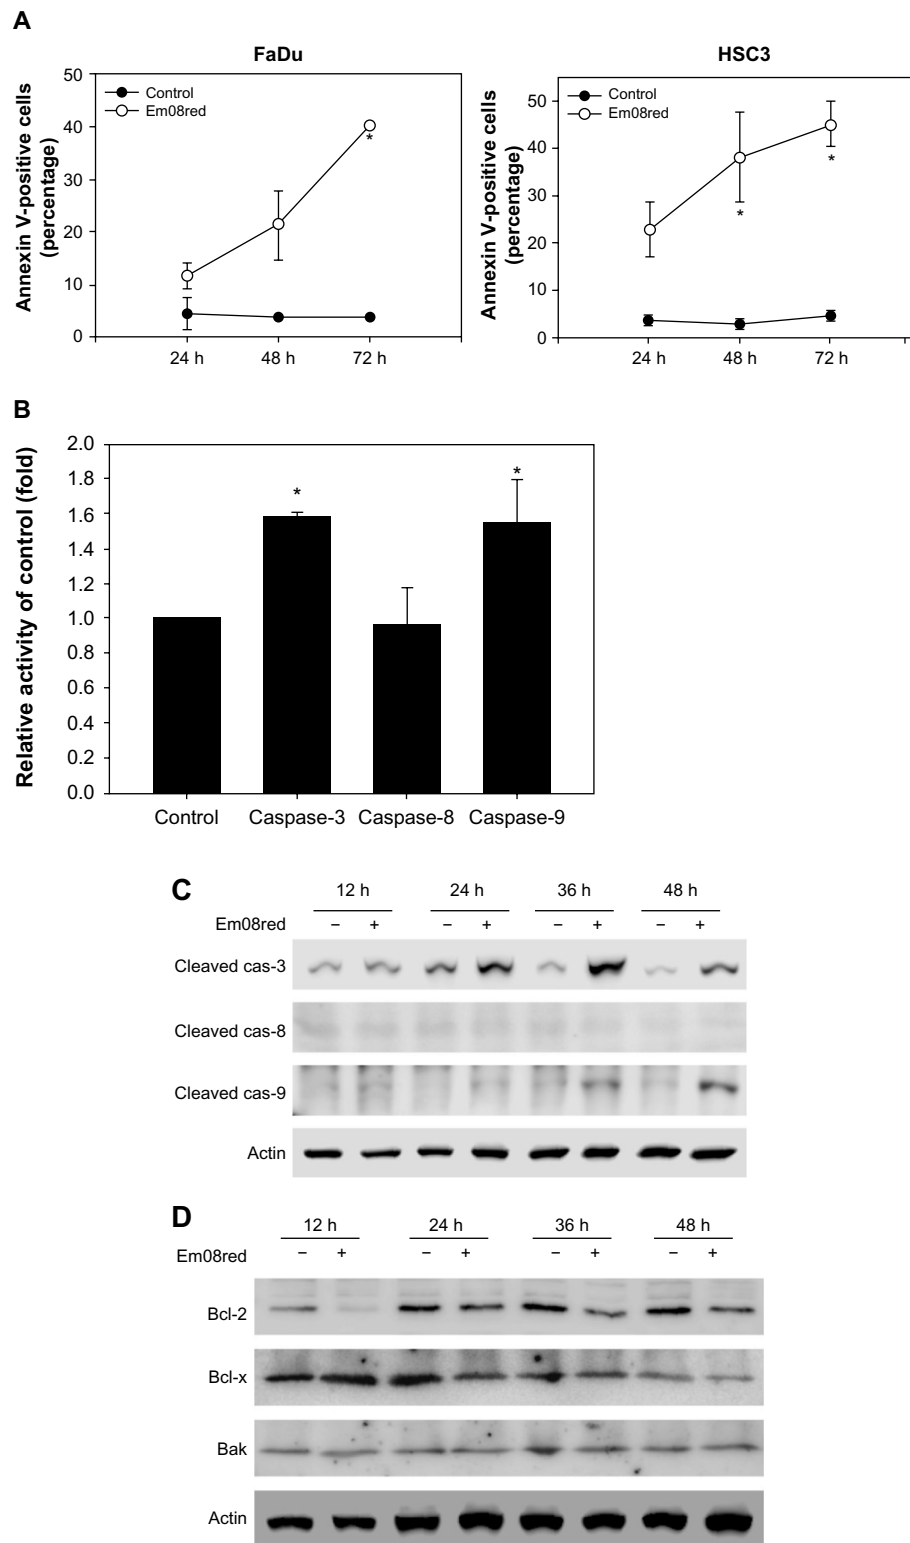 A
FaDu
Annexin V-positive cells
(percentage)
50
40
30
20
10
0
Control
Em08red
*
24 h 48 h 72 h
HSC3
Annexin V-positive cells
(percentage)
50
40
30
20
10
0
Control
Em08red
* *
24 h 48 h 72 h
B
Relative activity of control (fold)
2.0
1.8
1.6
1.4
1.2
1.0
0.8
0.6
0.4
0.2
0.0
* *
Control Caspase-3 Caspase-8 Caspase-9
C
12 h 24 h 36 h 48 h
Em08red − + − + − + − +
Cleaved cas-3
Cleaved cas-8
Cleaved cas-9
Actin
D
12 h 24 h 36 h 48 h
Em08red − + − + − + − +
Bcl-2
Bcl-x
Bak
Actin